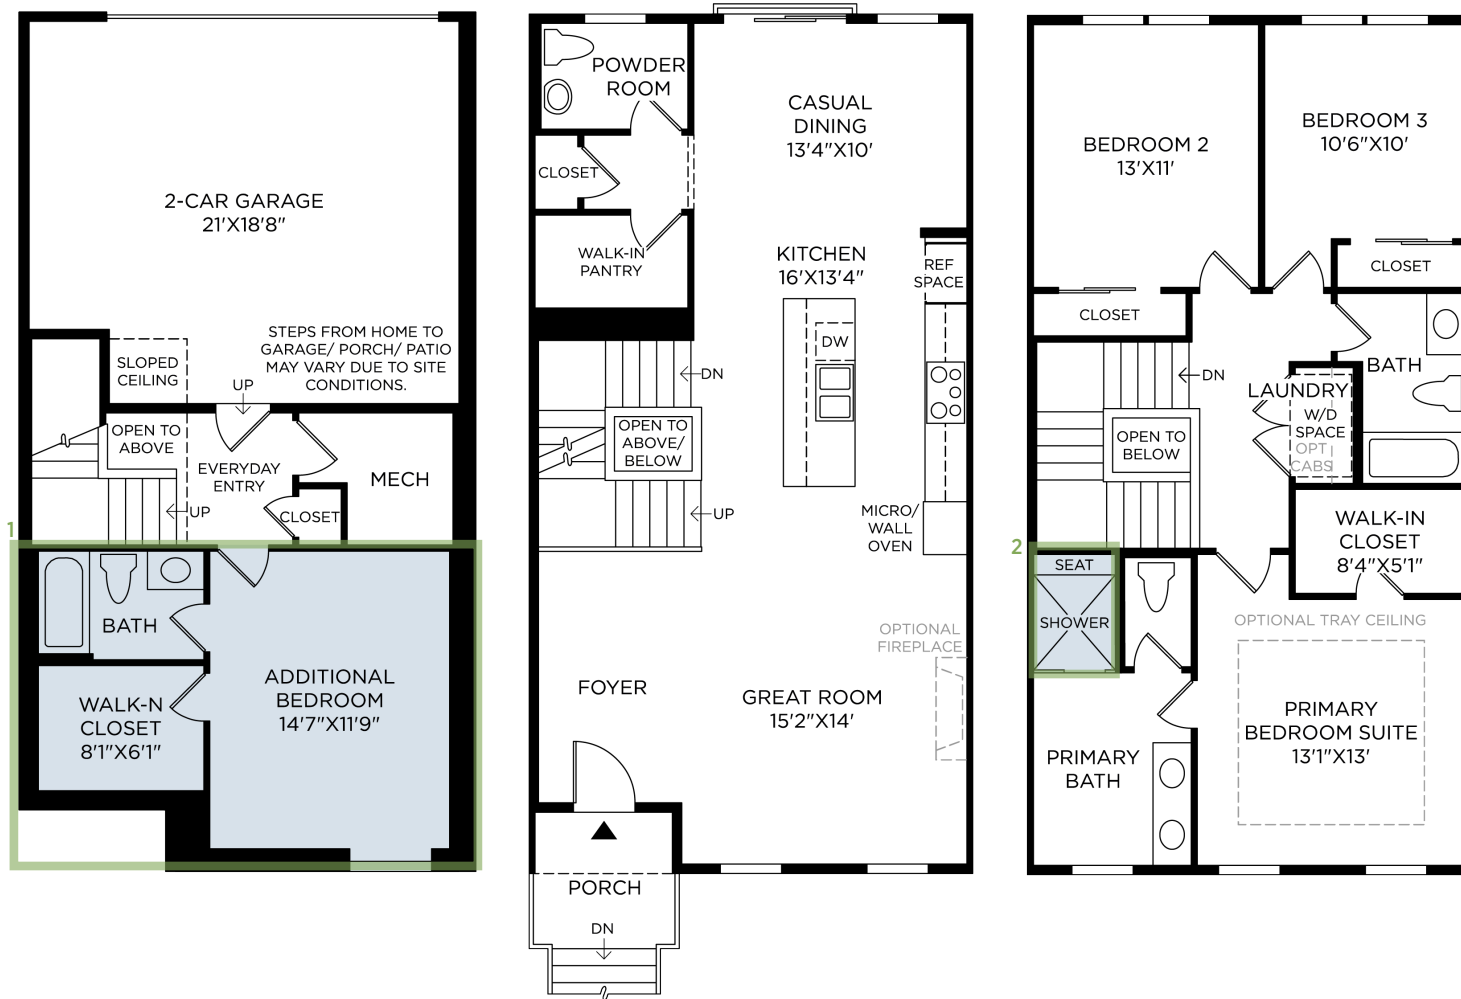 2-CAR GARAGE
21'X18'8"
STEPS FROM HOME TO
GARAGE/ PORCH/ PATIO
MAY VARY DUE TO SITE
CONDITIONS.
SLOPED
CEILING
UP
OPEN TO
ABOVE
EVERYDAY
ENTRY
MECH
UP
CLOSET
1
BATH
WALK-N
CLOSET
8'1"X6'1"
ADDITIONAL
BEDROOM
14'7"X11'9"
POWDER
ROOM
CASUAL
DINING
13'4"X10'
CLOSET
WALK-IN
PANTRY
KITCHEN
16'X13'4"
REF
SPACE
DW
DN
OPEN TO
ABOVE/
BELOW
UP
MICRO/
WALL
OVEN
OPTIONAL
FIREPLACE
FOYER
GREAT ROOM
15'2"X14'
PORCH
DN
BEDROOM 2
13'X11'
BEDROOM 3
10'6"X10'
CLOSET
CLOSET
BATH
DN
LAUNDRY
W/D
SPACE
OPT
CABS
OPEN TO
BELOW
WALK-IN
CLOSET
8'4"X5'1"
2
SEAT
SHOWER
OPTIONAL TRAY CEILING
PRIMARY
BEDROOM SUITE
13'1"X13'
PRIMARY
BATH